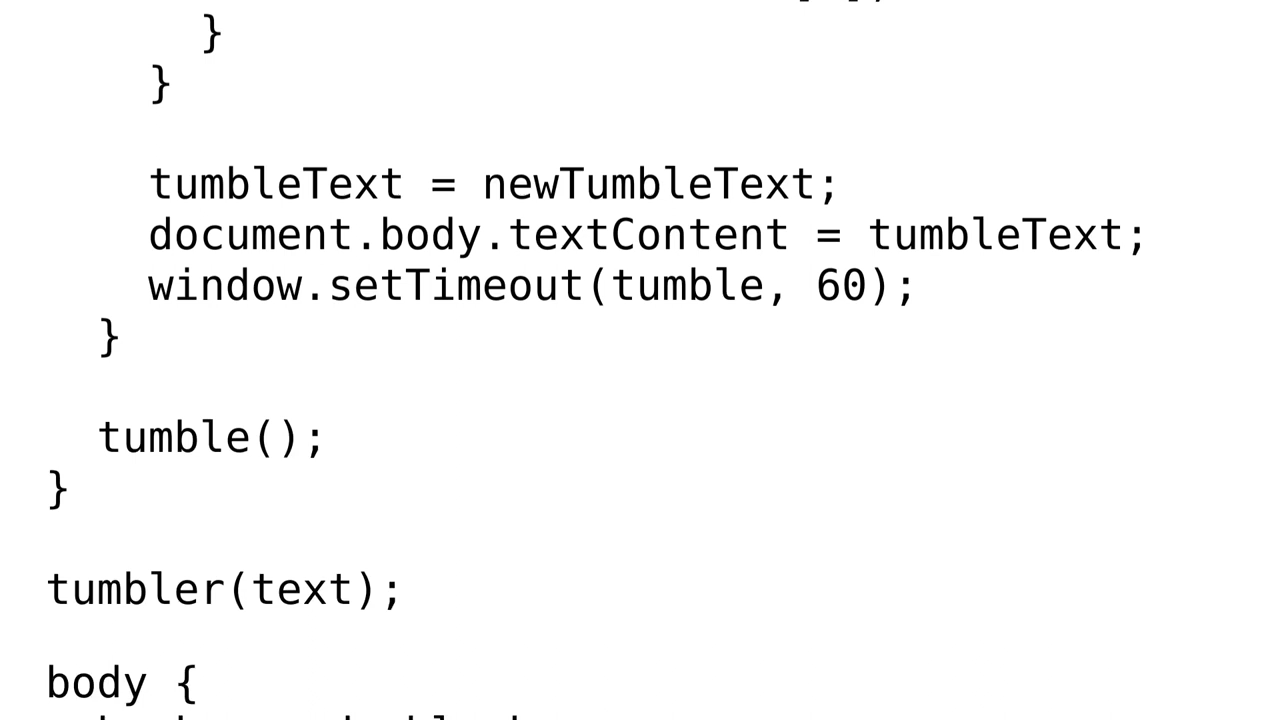 }
}
tumbleText = newTumbleText;
document.body.textContent = tumbleText;
window.setTimeout(tumble, 60);
}
tumble();
}
tumbler(text);
body {